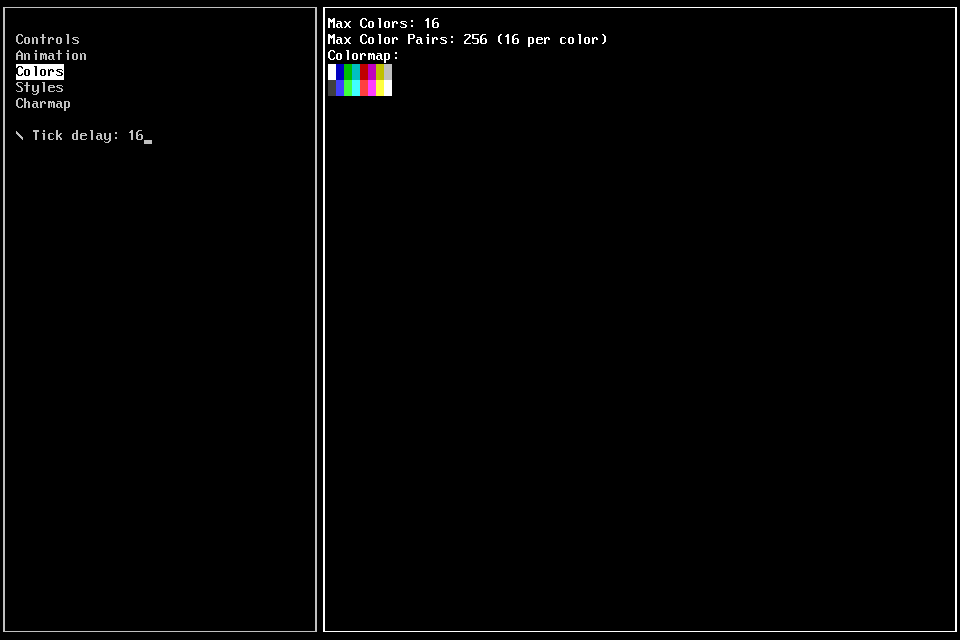 Controls
Animation
Colors
Styles
Charmap
\ Tick delay: 16_
Max Colors: 16
Max Color Pairs: 256 (16 per color)
Colormap: